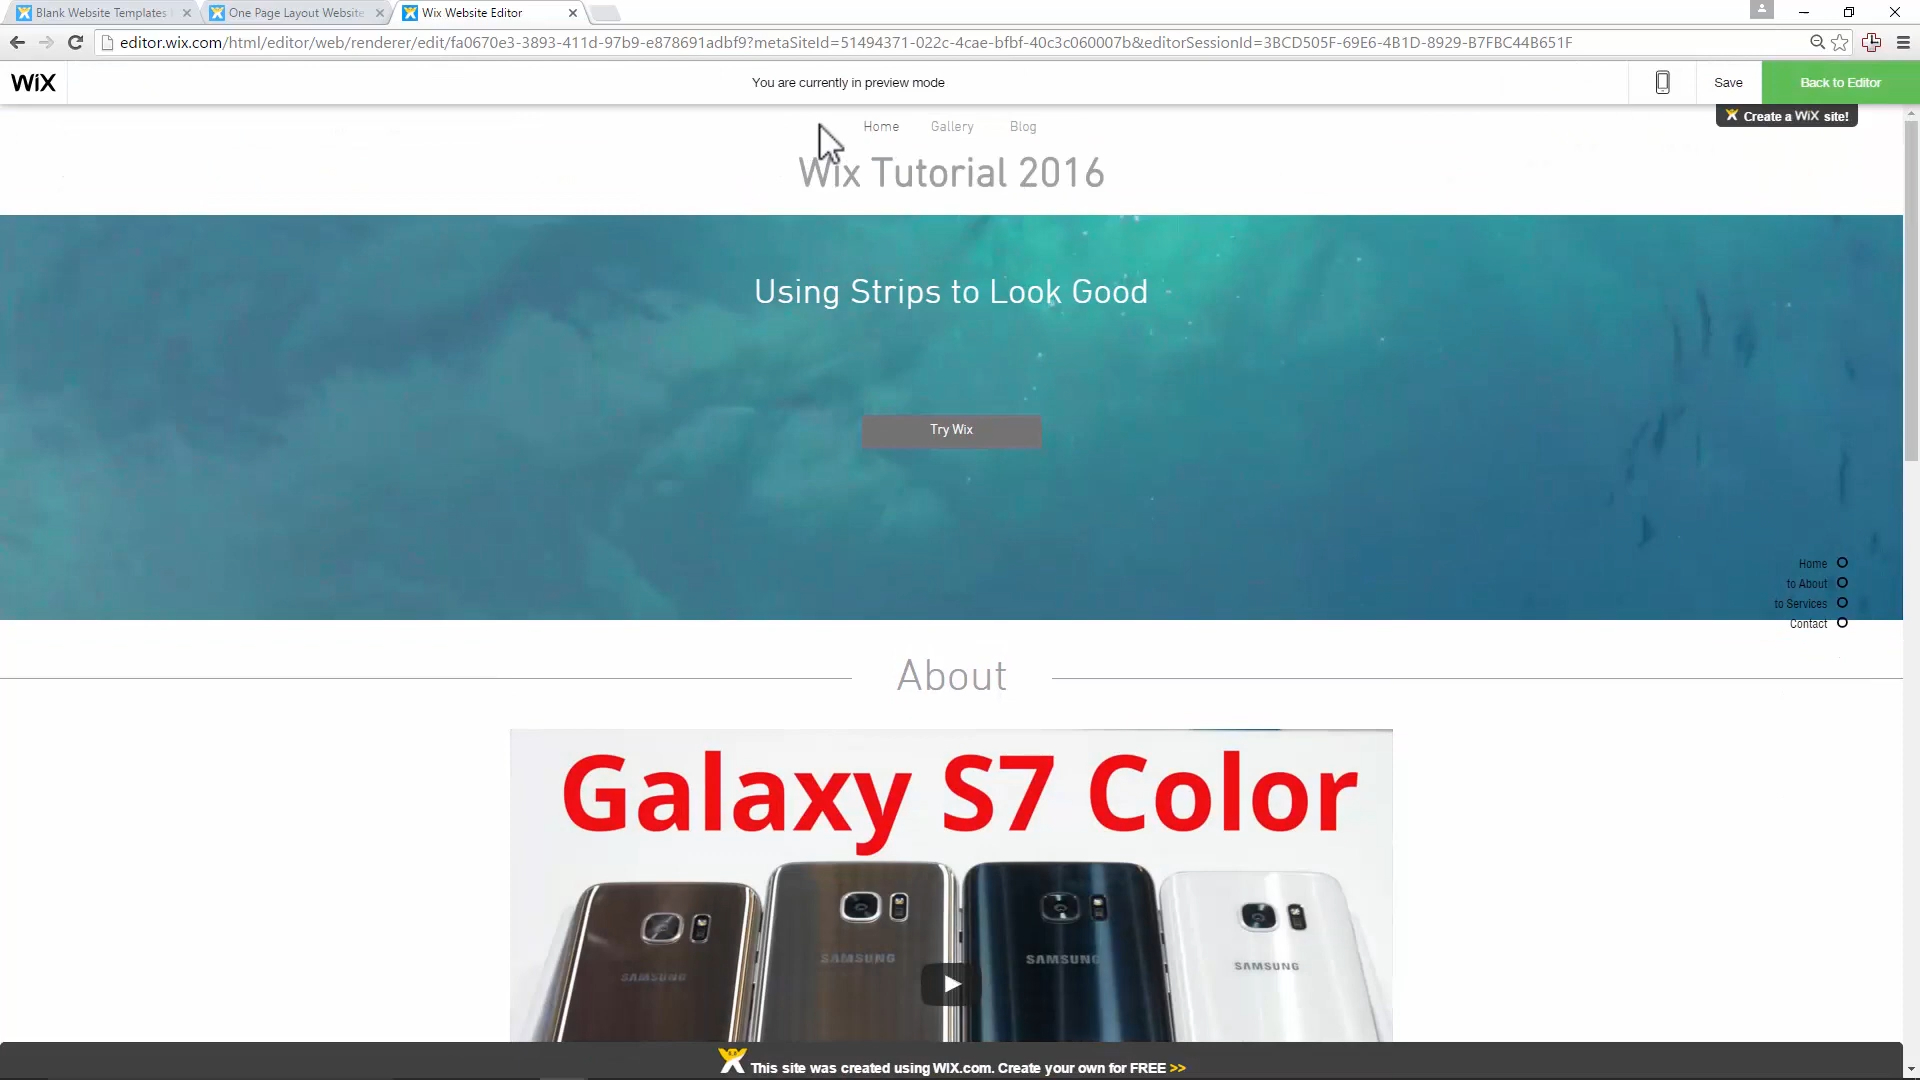 Blank Website Templates
One Page Layout Website
Wix Website Editor
editor.wix.com/html/editor/web/renderer/edit/fa0670e3-3893-411d-97b9-e878691adbf9?metaSiteId=51494371-022c-4cae-bfbf-40c3c060007b&editorSessionId=3BCD505F-69E6-4B1D-8929-B7FBC44B651F
WiX
You are currently in preview mode
Save
Back to Editor
Create a WiX site!
Home Gallery Blog
Wix Tutorial 2016
Using Strips to Look Good
Try Wix
Home
to About
to Services
Contact
About
Galaxy S7 Color
SAMSUNG SAMSUNG SAMSUNG SAMSUNG
This site was created using WIX.com. Create your own for FREE >>